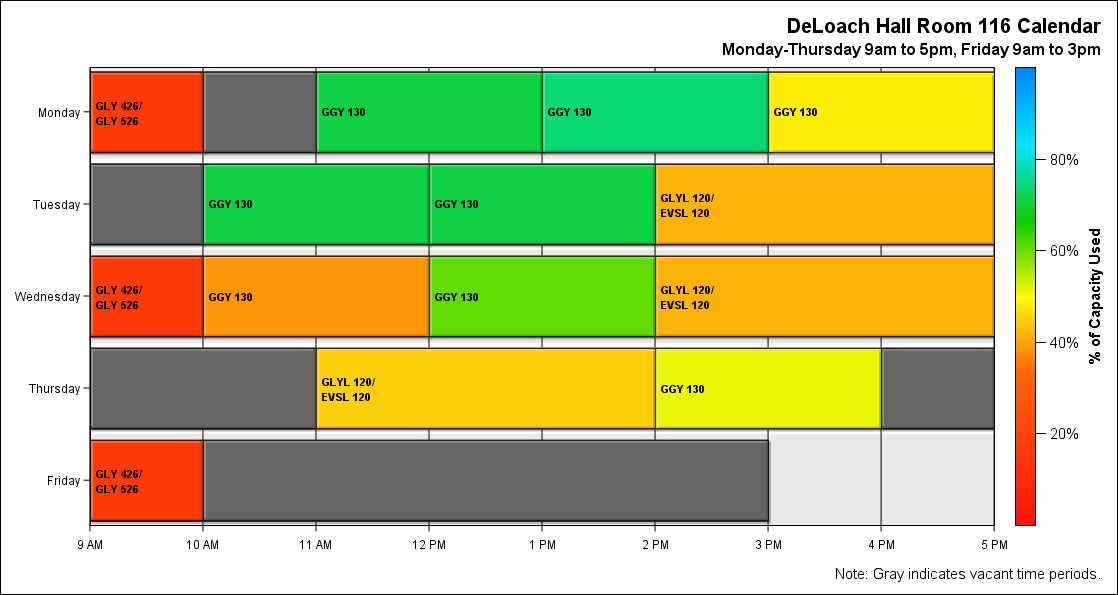 DeLoach Hall Room 116 Calendar
Monday-Thursday 9am to 5pm, Friday 9am to 3pm
Monday
GLY 426/
GLY 526
GGY 130
GGY 130
GGY 130
Tuesday
GGY 130
GGY 130
GLYL 120/
EVSL 120
Wednesday
GLY 426/
GLY 526
GGY 130
GGY 130
GLYL 120/
EVSL 120
Thursday
GLYL 120/
EVSL 120
GGY 130
Friday
GLY 426/
GLY 526
9 AM
10 AM
11 AM
12 PM
1 PM
2 PM
3 PM
4 PM
5 PM
80%
60%
40%
20%
% of Capacity Used
Note: Gray indicates vacant time periods.